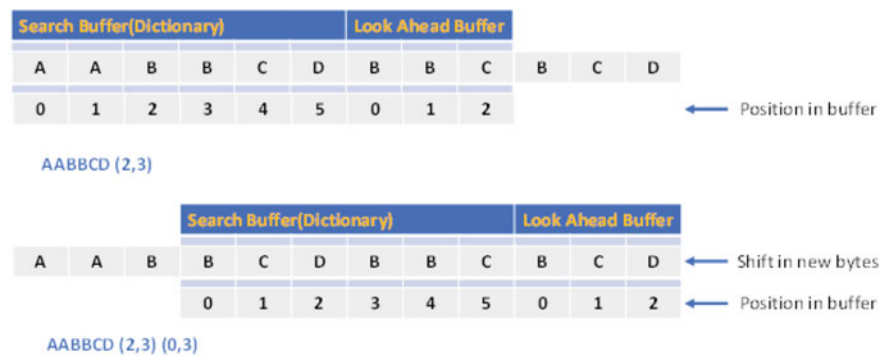 Search Buffer(Dictionary) Look Ahead Buffer
A A B B C D B B C B C D
0 1 2 3 4 5 0 1 2 Position in buffer
AABBCD (2,3)
Search Buffer(Dictionary) Look Ahead Buffer
A A B B C D B B C B C D Shift in new bytes
0 1 2 3 4 5 0 1 2 Position in buffer
AABBCD (2,3) (0,3)